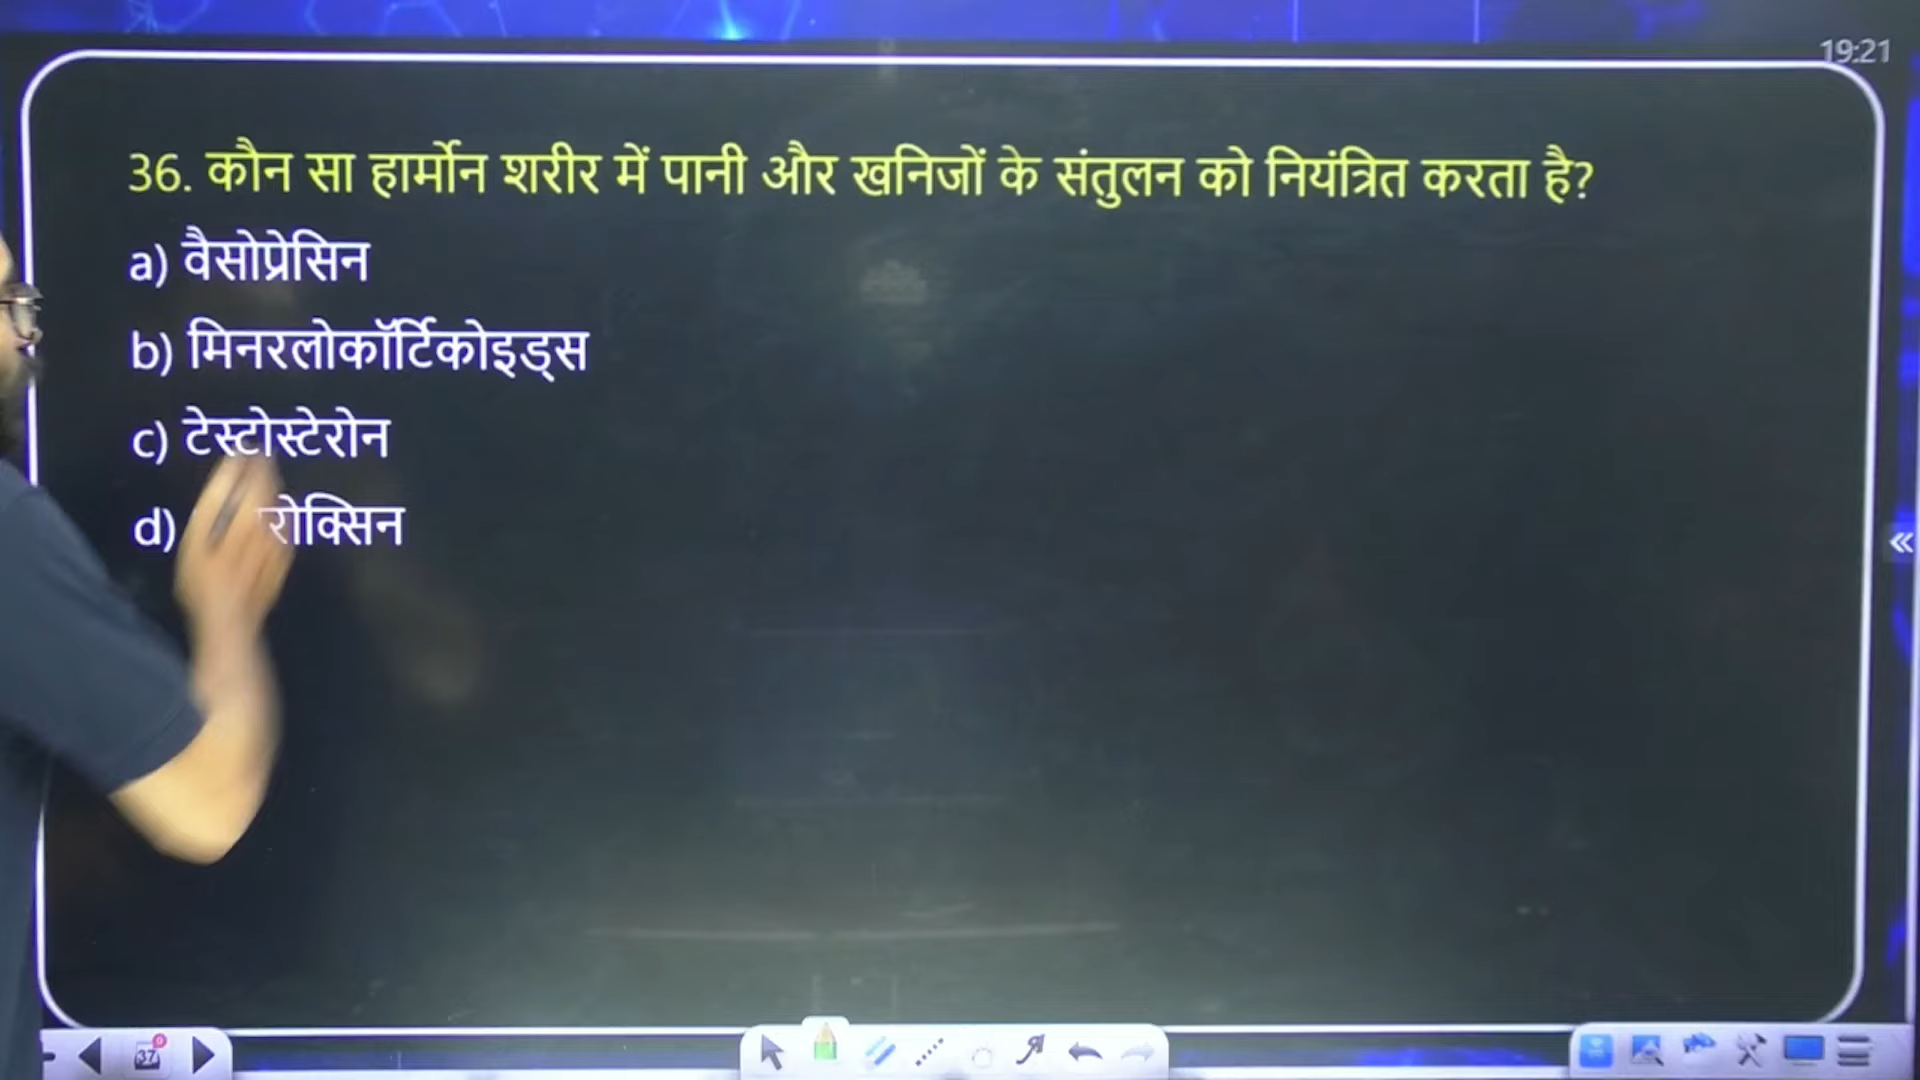 19:21
36. कौन सा हार्मोन शरीर में पानी और खनिजों के संतुलन को नियंत्रित करता है?
a) वैसोप्रेसिन
b) मिनरलोकॉर्टिकोइड्स
c) टेस्टोस्टेरोन
d) रोक्सिन
37